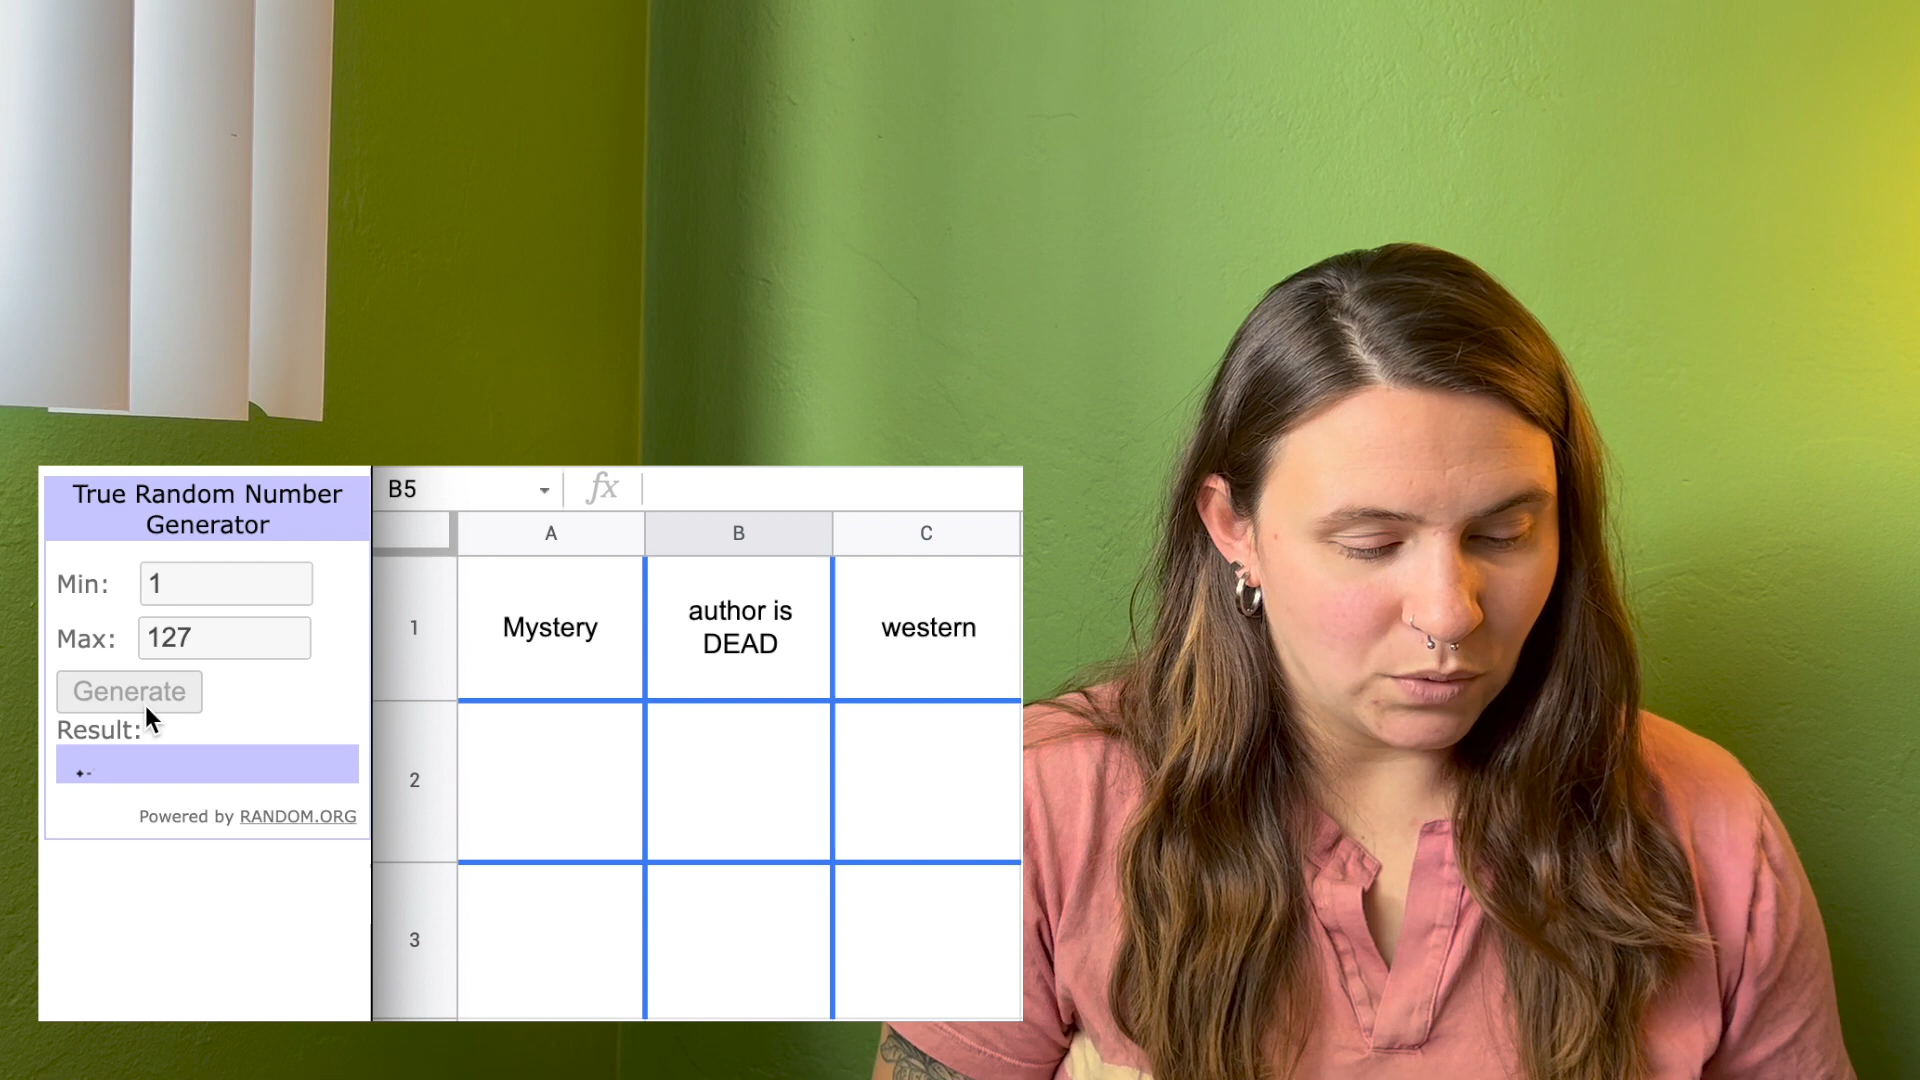 True Random Number
Generator
Min: 1
Max: 127
Generate
Result:
Powered by RANDOM.ORG
B5 fx
A B C
1 Mystery author is DEAD western
2
3